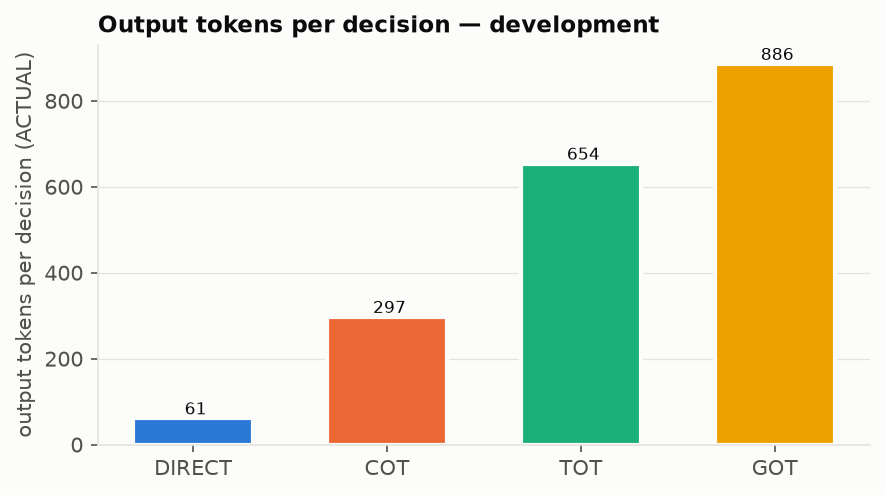 Output tokens per decision — development
output tokens per decision (ACTUAL)
800
600
400
200
0
61
297
654
886
DIRECT
COT
TOT
GOT